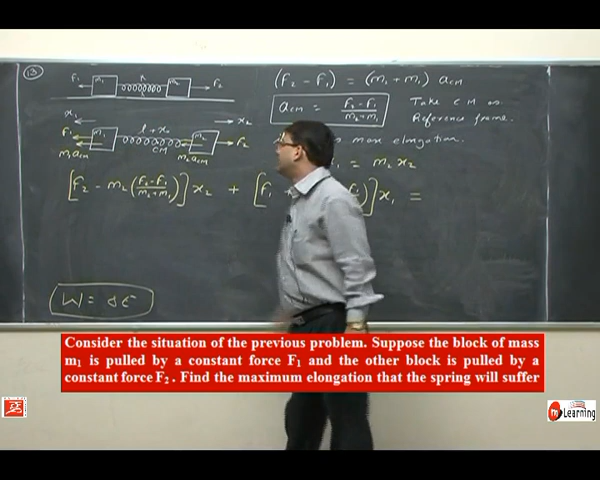 13
F₁ m₁ k m₂ F₂
x₁ x₂
F₁ m₁ l + x₀ m₂ F₂
m₁aCM CM m₂aCM
(F₂ − F₁) = (m₁ + m₁) aCM
aCM = F₂−F₁/m₂+m₁ Take CM as
Reference frame.
max elongation.
= m₂x₂
[F₂ − m₂(F₂−F₁/m₂+m₁)]x₂ + [F₁ )]x₁ =
W = ΔE
Consider the situation of the previous problem. Suppose the block of mass
m₁ is pulled by a constant force F₁ and the other block is pulled by a
constant force F₂ . Find the maximum elongation that the spring will suffer
m Learning